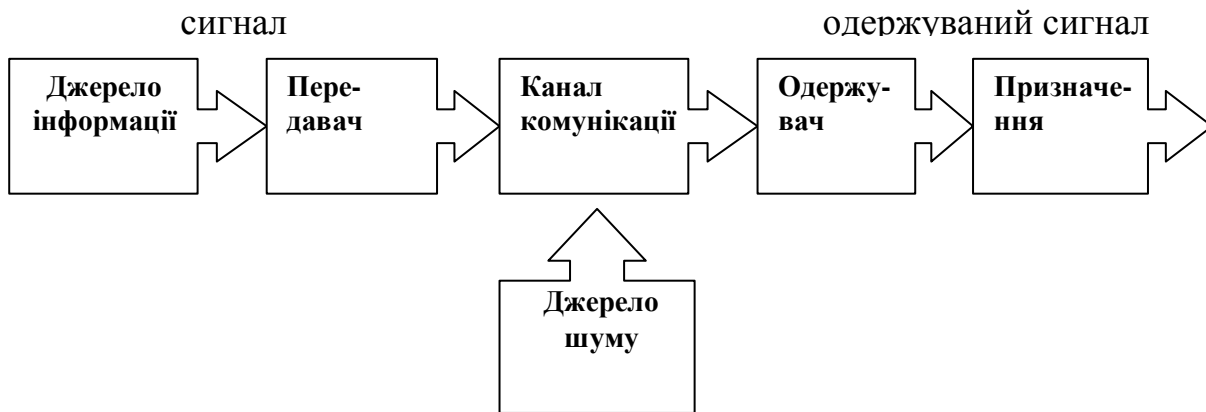 сигнал
одержуваний сигнал
Джерело
інформації
Пере-
давач
Канал
комунікації
Одержу-
вач
Призначе-
ння
Джерело
шуму